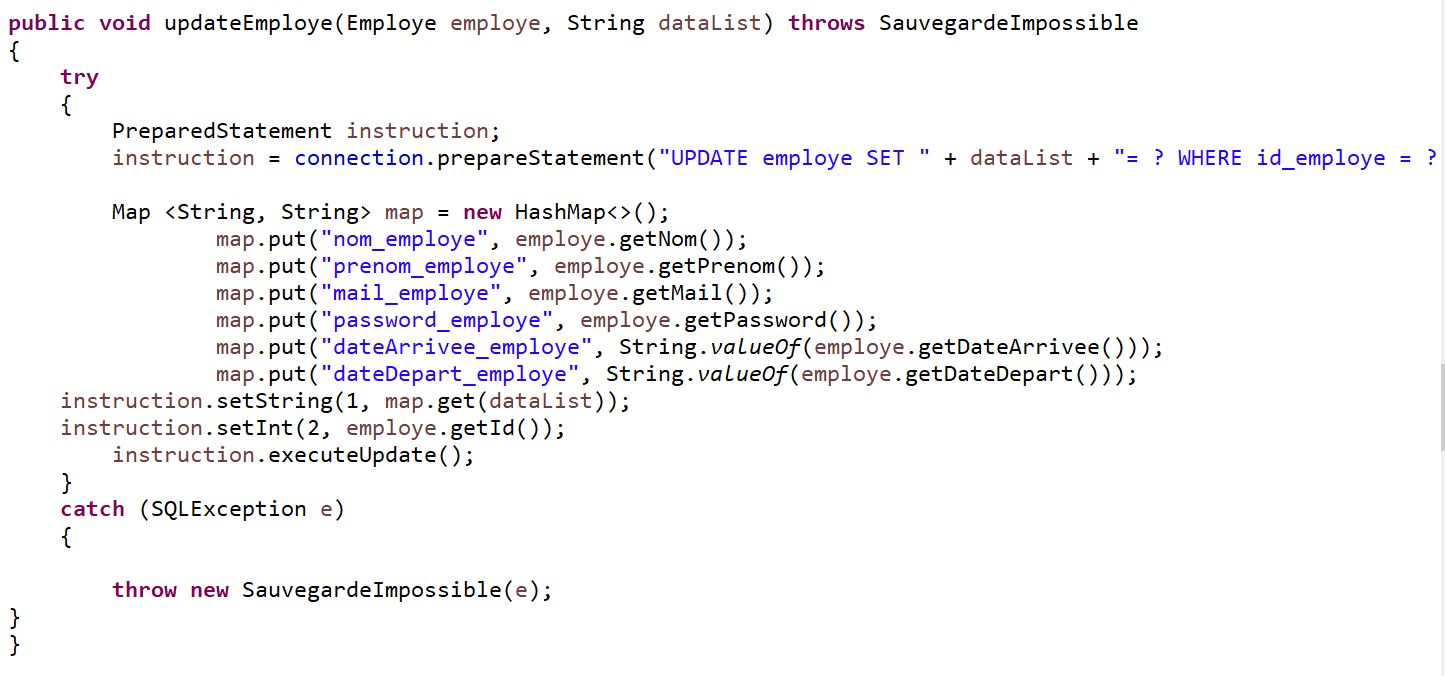 public void updateEmploye(Employe employe, String dataList) throws SauvegardeImpossible
{
try
{
PreparedStatement instruction;
instruction = connection.prepareStatement("UPDATE employe SET " + dataList + "= ? WHERE id_employe = ?
Map <String, String> map = new HashMap<>();
map.put("nom_employe", employe.getNom());
map.put("prenom_employe", employe.getPrenom());
map.put("mail_employe", employe.getMail());
map.put("password_employe", employe.getPassword());
map.put("dateArrivee_employe", String.valueOf(employe.getDateArrivee()));
map.put("dateDepart_employe", String.valueOf(employe.getDateDepart()));
instruction.setString(1, map.get(dataList));
instruction.setInt(2, employe.getId());
instruction.executeUpdate();
}
catch (SQLException e)
{
throw new SauvegardeImpossible(e);
}
}